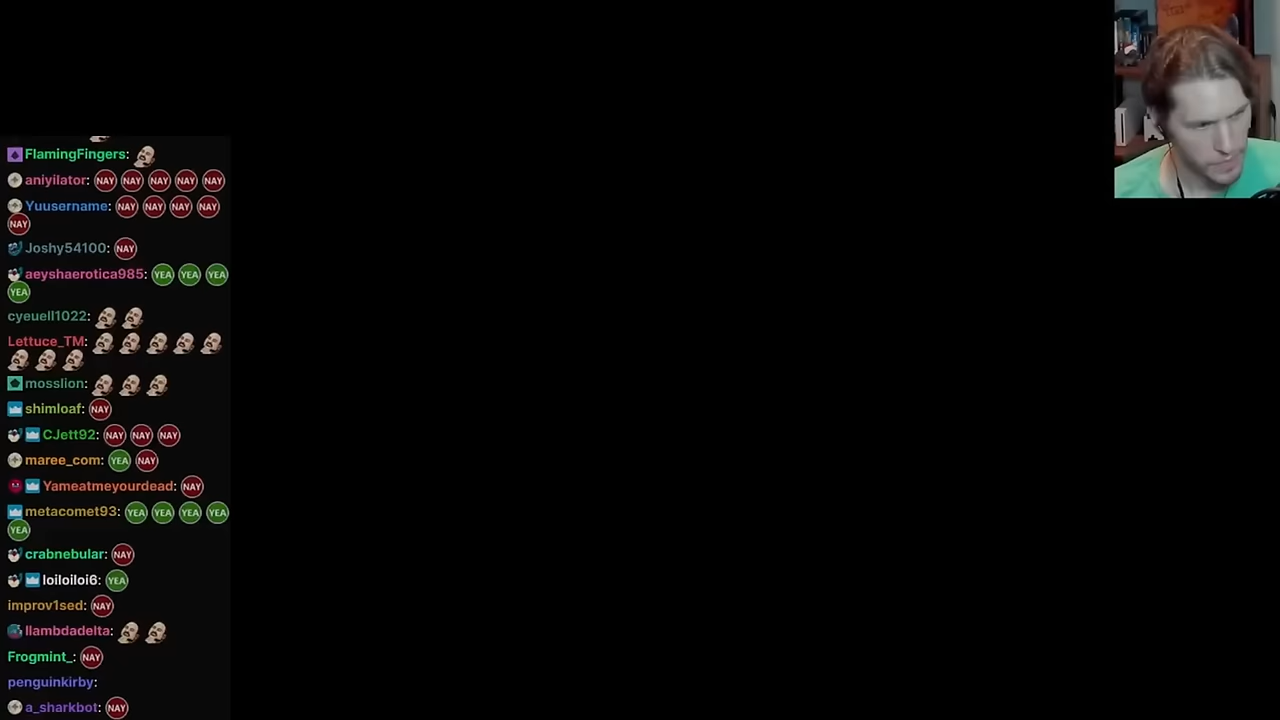 FlamingFingers:
aniyilator: NAY NAY NAY NAY NAY
Yuusername: NAY NAY NAY NAY
NAY
Joshy54100: NAY
aeyshaerotica985: YEA YEA YEA
YEA
cyeuell1022:
Lettuce_TM:
mosslion:
shimloaf: NAY
CJett92: NAY NAY NAY
maree_com: YEA NAY
Yameatmeyourdead: NAY
metacomet93: YEA YEA YEA YEA
YEA
crabnebular: NAY
loiloiloi6: YEA
improv1sed: NAY
llambdadelta:
Frogmint_: NAY
penguinkirby:
a_sharkbot: NAY